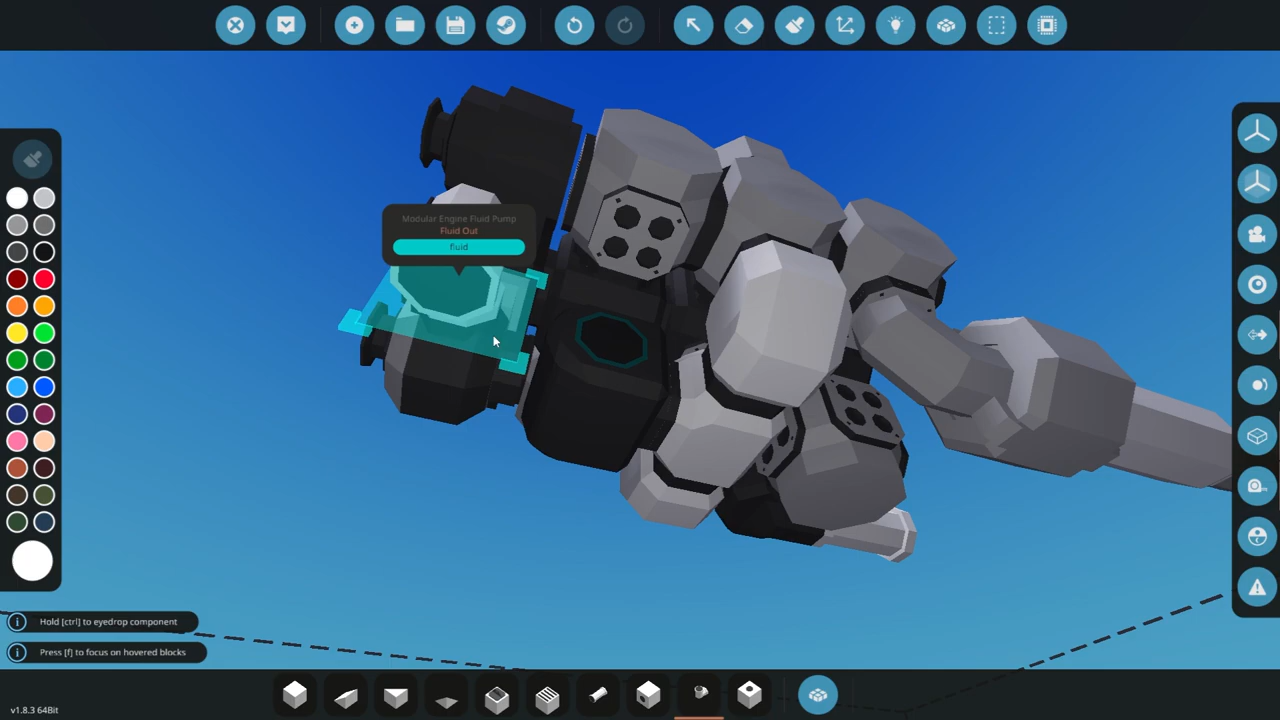 Modular Engine Fluid Pump
Fluid Out
fluid
Hold [ctrl] to eyedrop component
Press [f] to focus on hovered blocks
v1.8.3 64Bit